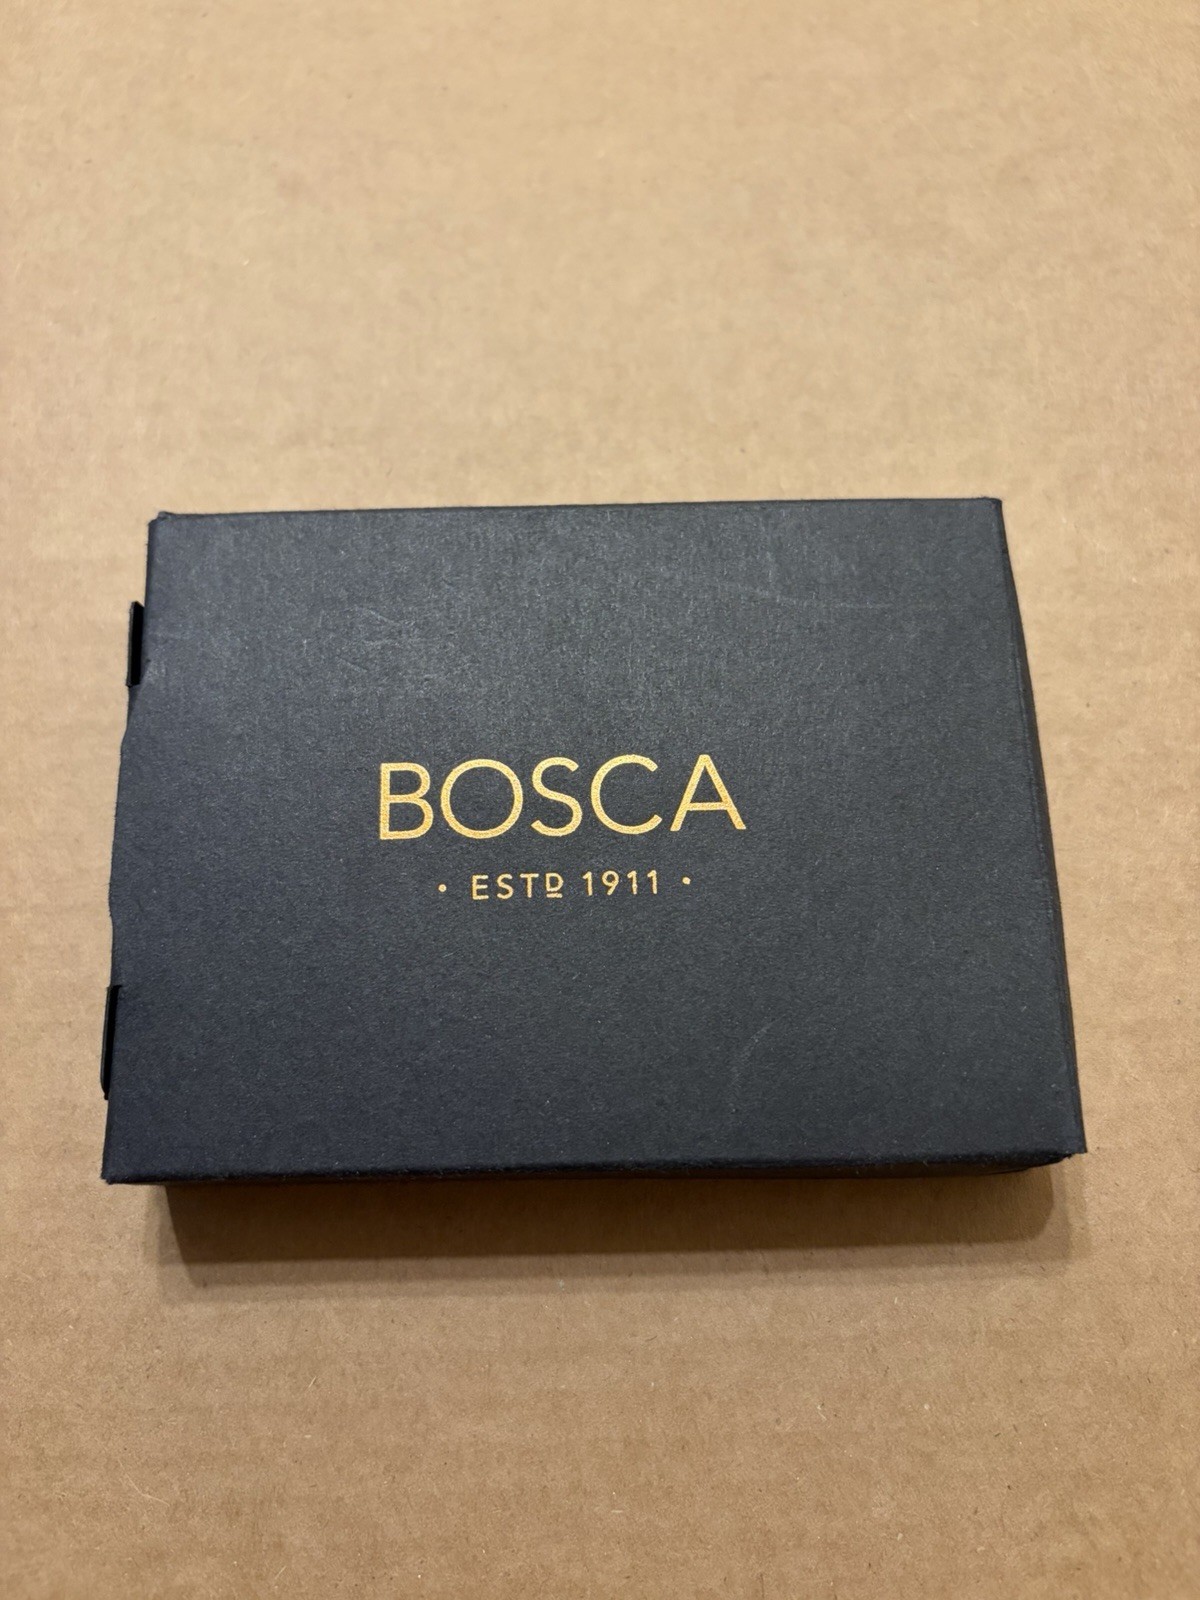 BOSCA
• ESTD 1911 •